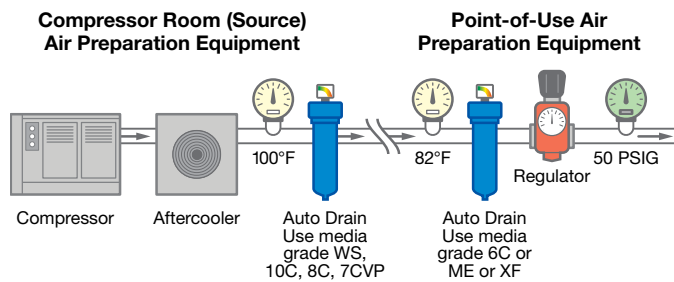 Compressor Room (Source)
Air Preparation Equipment
Point-of-Use Air
Preparation Equipment
100°F
82°F
Regulator
50 PSIG
Compressor
Aftercooler
Auto Drain
Use media
grade WS,
10C, 8C, 7CVP
Auto Drain
Use media
grade 6C or
ME or XF